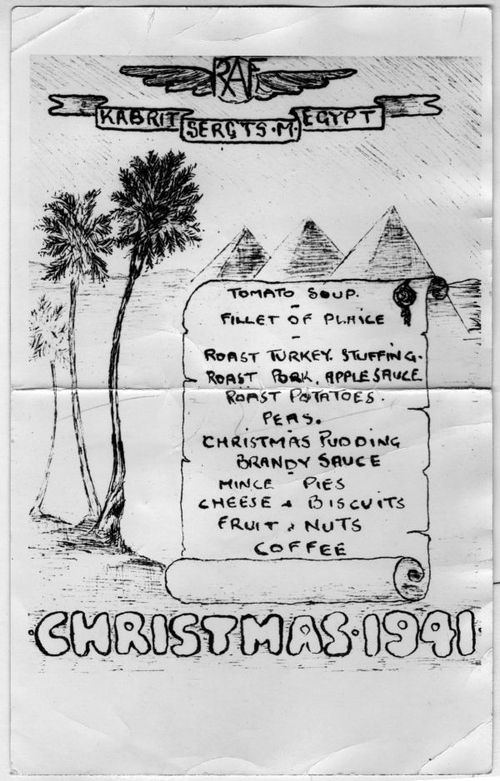 RAF
KABRIT SERGTS·M· EGYPT
TOMATO SOUP.
FILLET OF PLAICE
ROAST TURKEY. STUFFING.
ROAST PORK. APPLE SAUCE
ROAST POTATOES.
PEAS.
CHRISTMAS PUDDING
BRANDY SAUCE
MINCE PIES
CHEESE & BISCUITS
FRUIT & NUTS
COFFEE
·CHRISTMAS·1941·